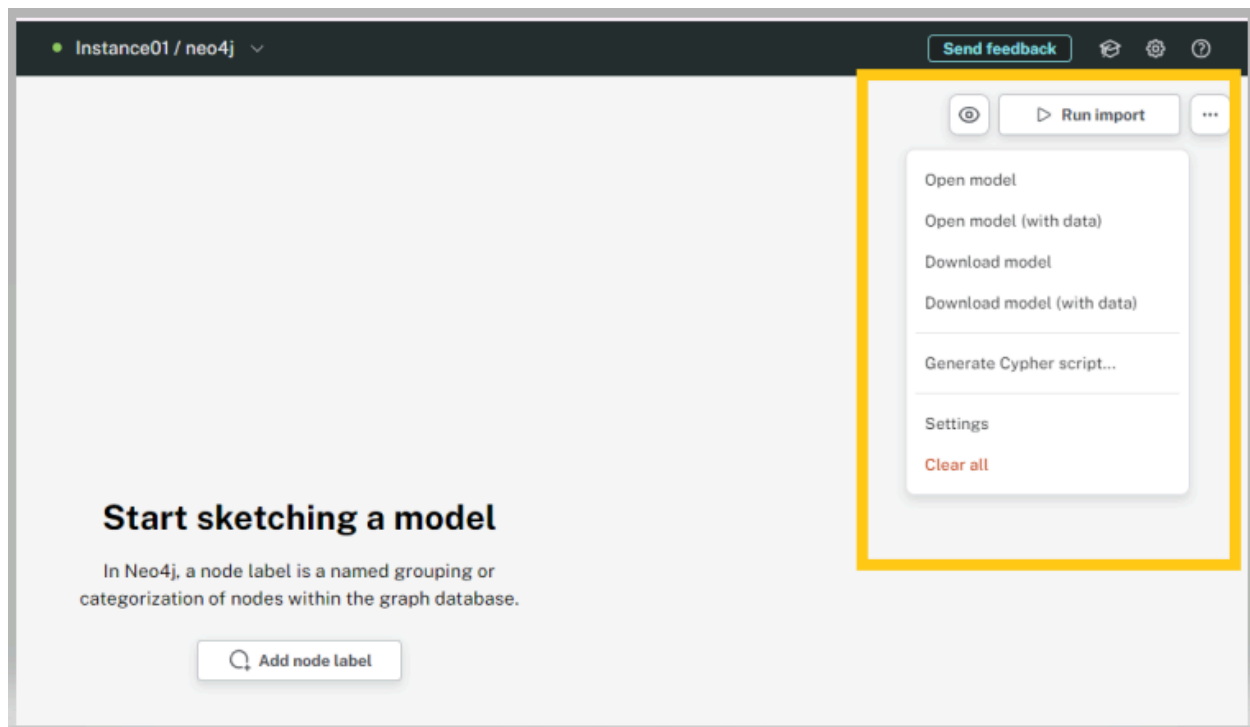 Instance01 / neo4j
Send feedback
Run import
Open model
Open model (with data)
Download model
Download model (with data)
Generate Cypher script...
Settings
Clear all
Start sketching a model
In Neo4j, a node label is a named grouping or
categorization of nodes within the graph database.
Add node label